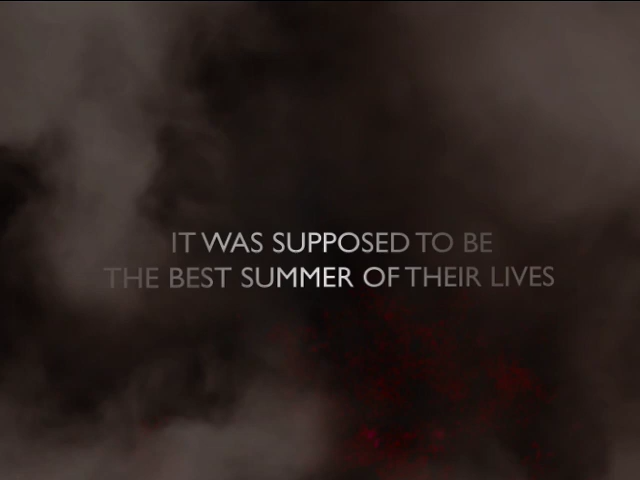 IT WAS SUPPOSED TO BE
THE BEST SUMMER OF THEIR LIVES